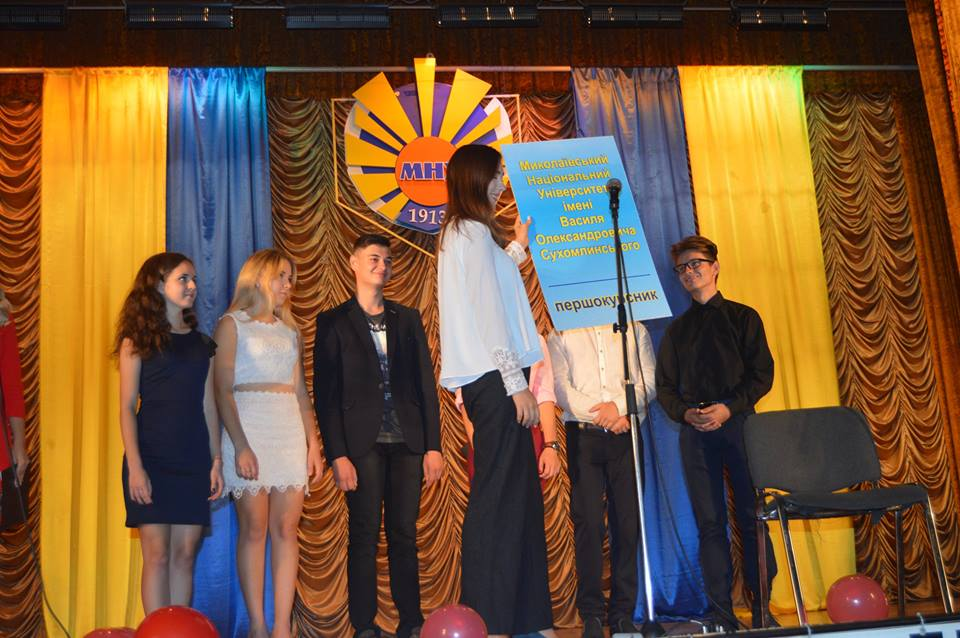 МНУ
1913
Миколаївський
Національний
Університет
імені
Василя
Олександровича
Сухомлинського
першокурсник